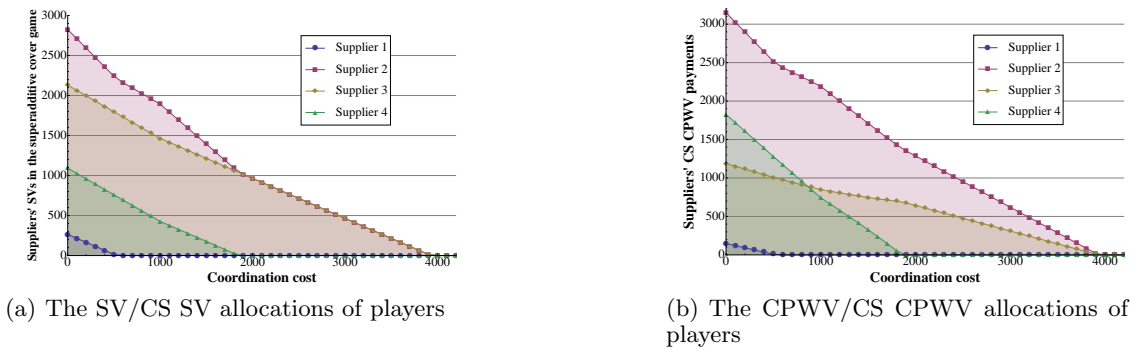 Suppliers' SVs in the superadditive cover game
3000
2500
2000
1500
1000
500
0
0
1000
2000
3000
4000
Coordination cost
Supplier 1
Supplier 2
Supplier 3
Supplier 4
(a) The SV/CS SV allocations of players
Suppliers' CS CPWV payments
3000
2500
2000
1500
1000
500
0
0
1000
2000
3000
4000
Coordination cost
Supplier 1
Supplier 2
Supplier 3
Supplier 4
(b) The CPWV/CS CPWV allocations of
players